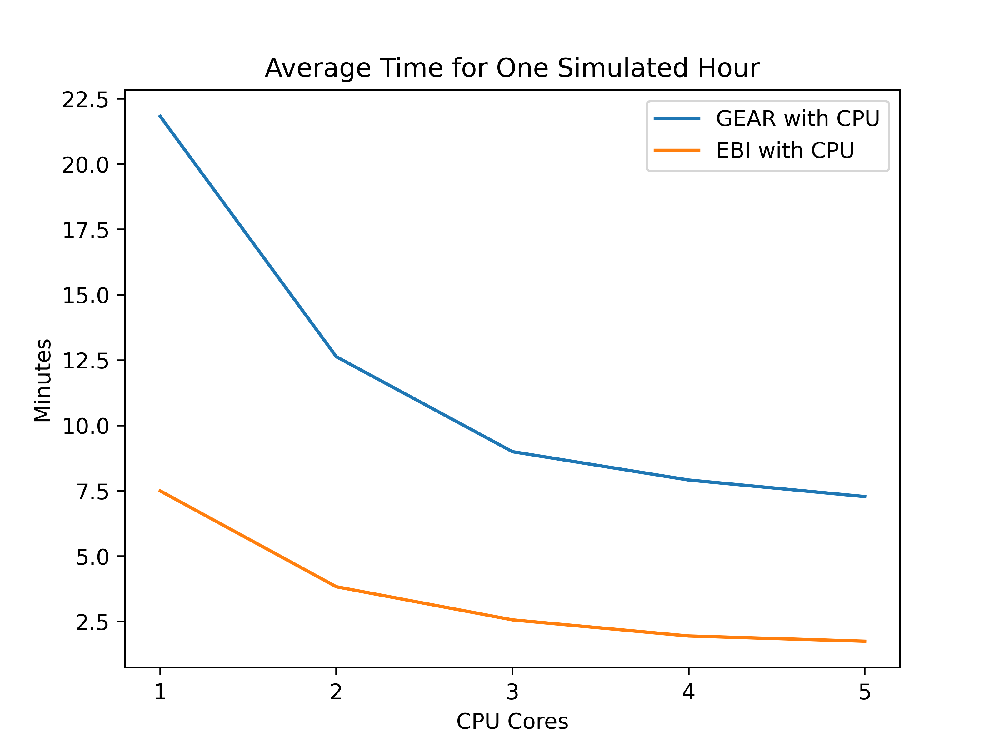 Average Time for One Simulated Hour
GEAR with CPU
EBI with CPU
22.5
20.0
17.5
15.0
12.5
10.0
7.5
5.0
2.5
Minutes
1 2 3 4 5
CPU Cores